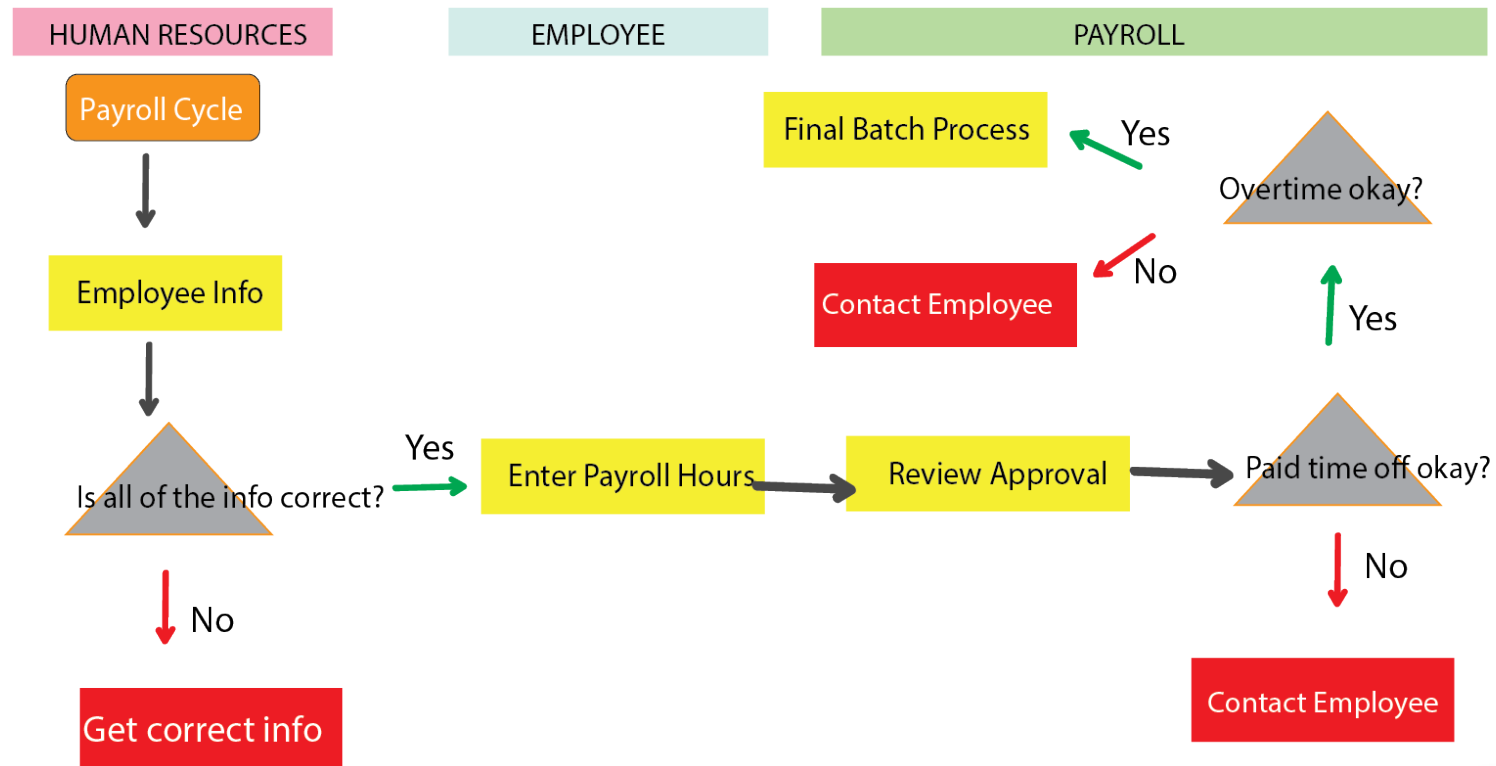 HUMAN RESOURCES
EMPLOYEE
PAYROLL
Payroll Cycle
Final Batch Process
Yes
Overtime okay?
No
Contact Employee
Employee Info
Yes
Is all of the info correct?
Yes
Enter Payroll Hours
Review Approval
Paid time off okay?
No
No
Get correct info
Contact Employee